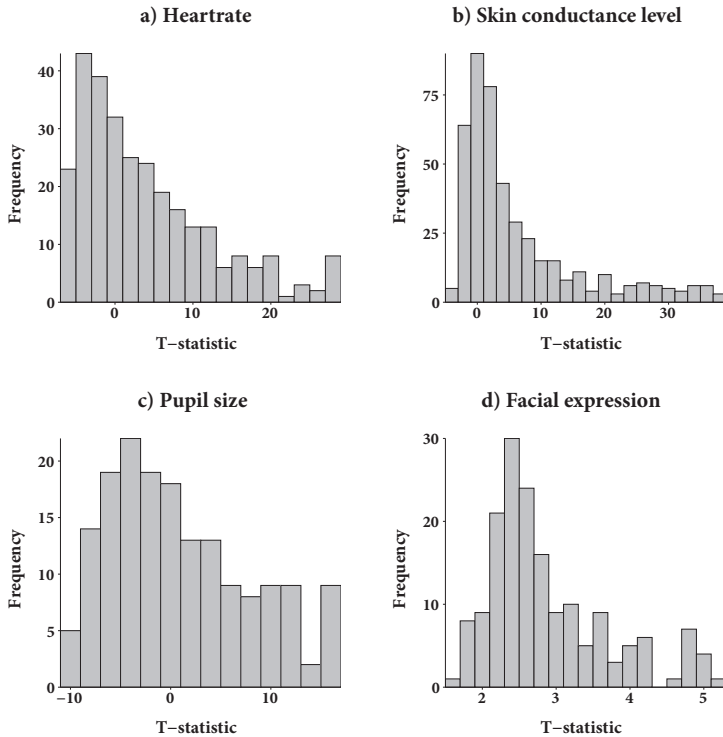 a) Heartrate
Frequency
40
30
20
10
0
0
20
T−statistic
b) Skin conductance level
Frequency
75
50
25
0
0
10
20
30
T−statistic
c) Pupil size
Frequency
20
15
10
5
0
−10
0
10
T−statistic
d) Facial expression
Frequency
30
20
10
0
2
3
4
5
T−statistic